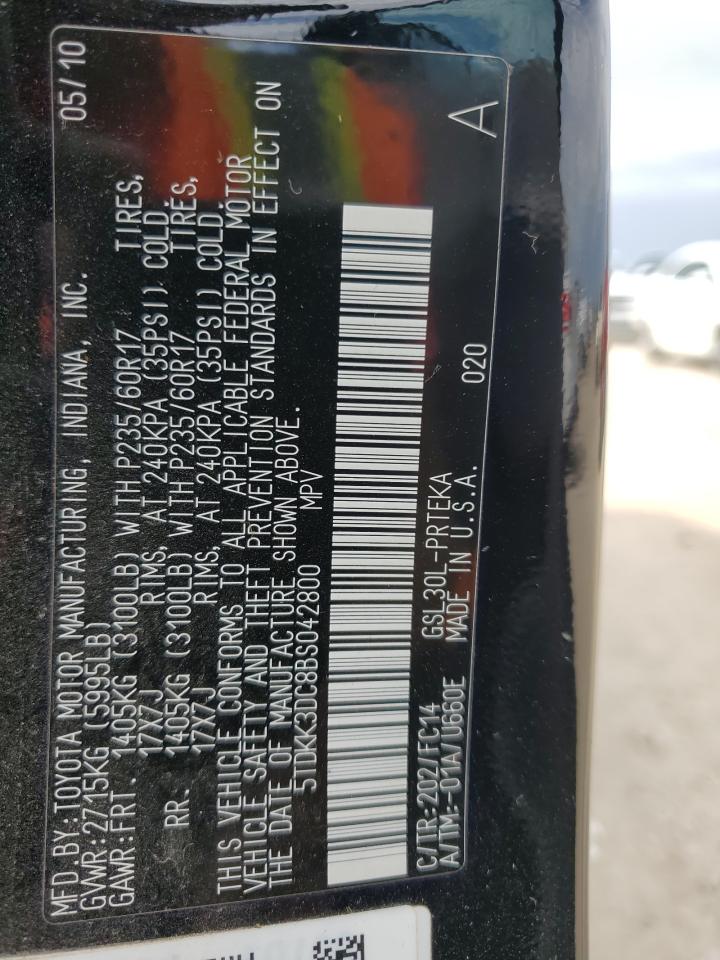 MFD.BY:TOYOTA MOTOR MANUFACTURING, INDIANA, INC. 05/10
GVWR:2715KG (5995LB)
GAWR:FRT. 1405KG (3100LB) WITH P235/60R17 TIRES,
17X7J RIMS, AT 240KPA (35PSI) COLD.
RR. 1405KG (3100LB) WITH P235/60R17 TIRES,
17X7J RIMS, AT 240KPA (35PSI) COLD.
THIS VEHICLE CONFORMS TO ALL APPLICABLE FEDERAL MOTOR
VEHICLE SAFETY AND THEFT PREVENTION STANDARDS IN EFFECT ON
THE DATE OF MANUFACTURE SHOWN ABOVE.
5TDKK3DC8BS042800 MPV
C/TR:202/FC14 GSL30L-PRTEKA
A/TM-01A/U660E MADE IN U.S.A. 020 A